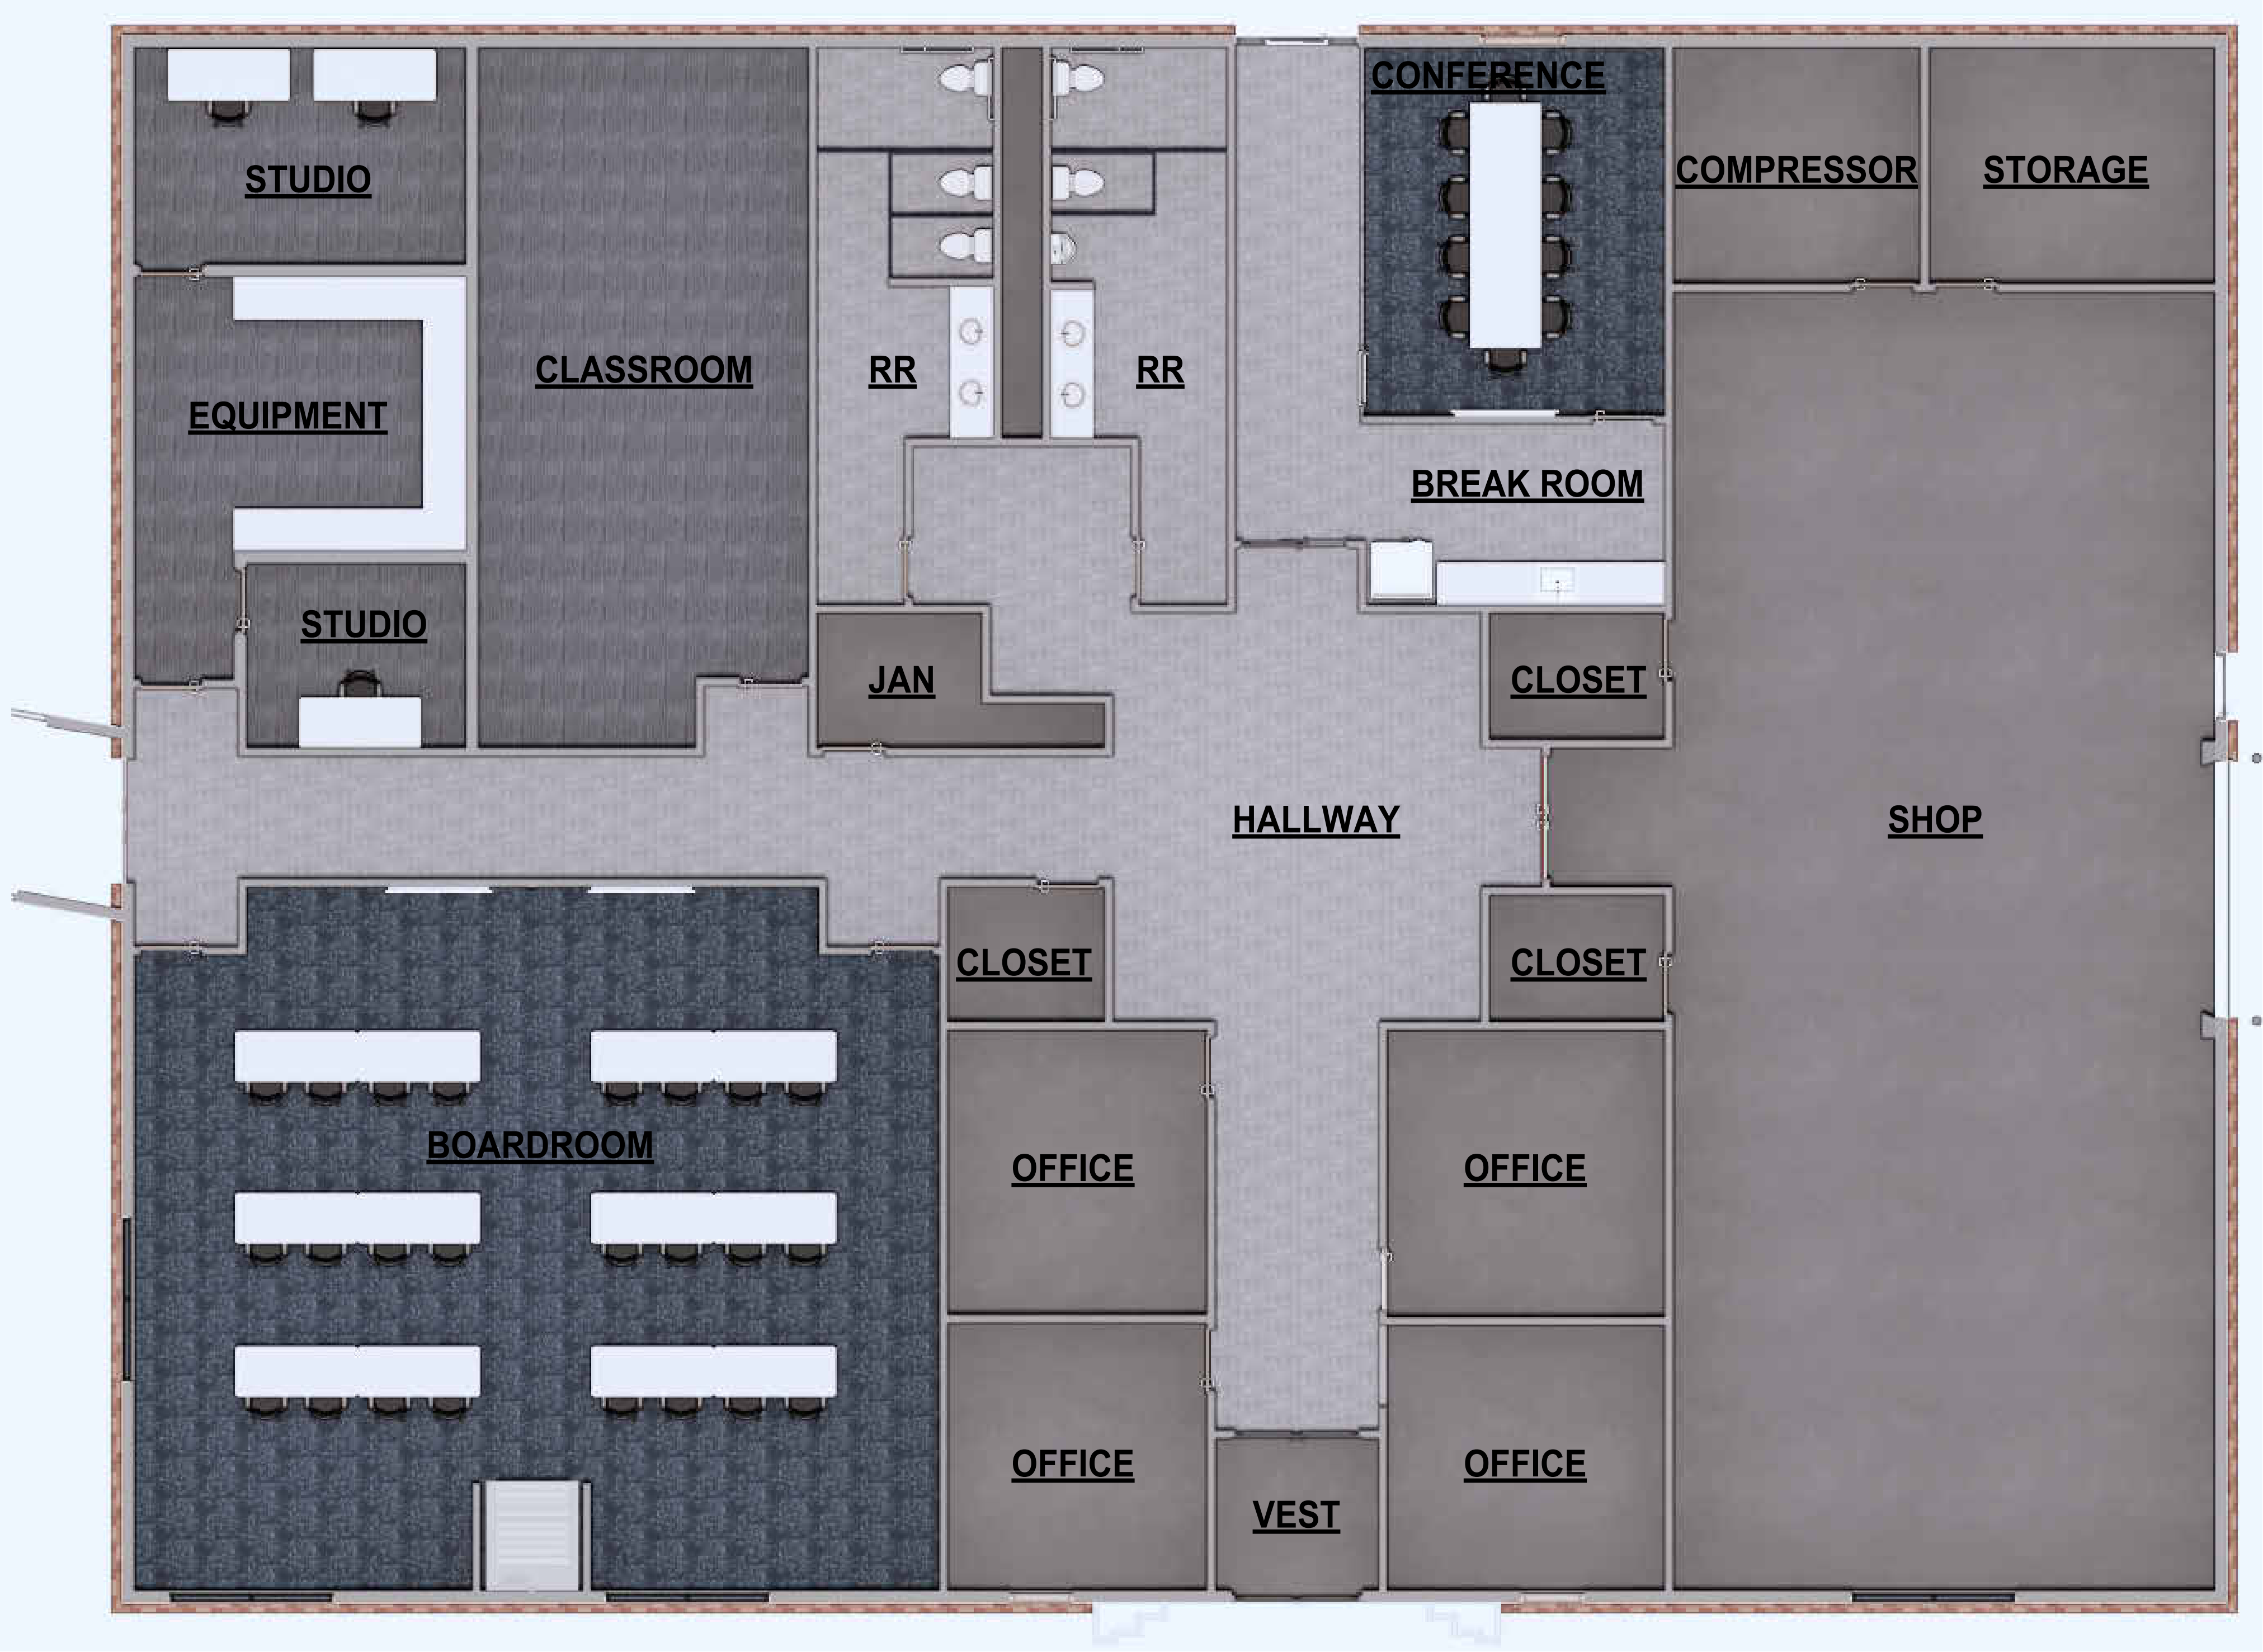 CONFERENCE
COMPRESSOR
STORAGE
STUDIO
CLASSROOM
RR
RR
EQUIPMENT
BREAK ROOM
STUDIO
JAN
CLOSET
HALLWAY
SHOP
CLOSET
CLOSET
BOARDROOM
OFFICE
OFFICE
OFFICE
OFFICE
VEST